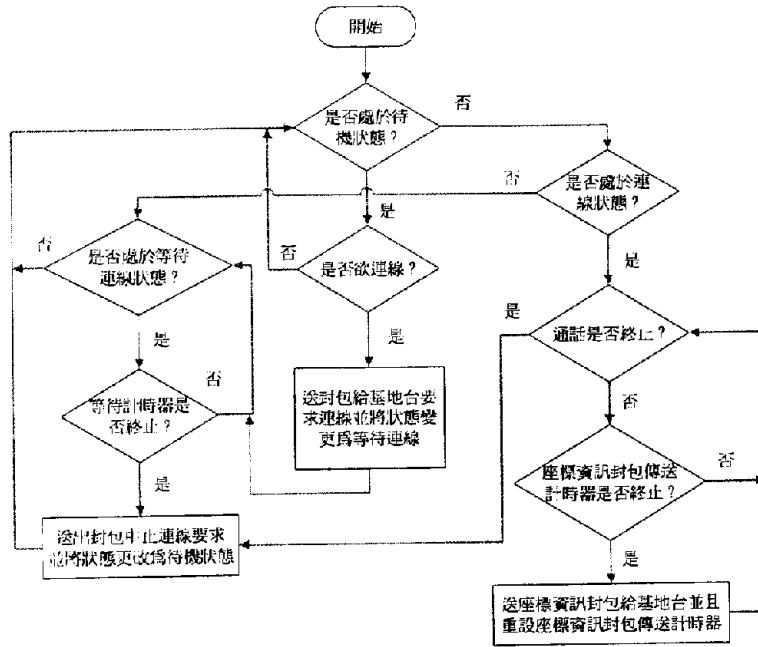 開始
是否處於待
機狀態？
否
是
是否處於連
線狀態？
否
是
是否處於等待
連線狀態？
否
是
是否欲連線？
否
是
通話是否終止？
是
否
等待計時器是
否終止？
否
是
送封包給基地台要
求連線並將狀態變
更為等待連線
座標資訊封包傳送
計時器是否終止？
否
是
送出封包中止連線要求
並將狀態更改為待機狀態
送座標資訊封包給基地台並且
重設座標資訊封包傳送計時器